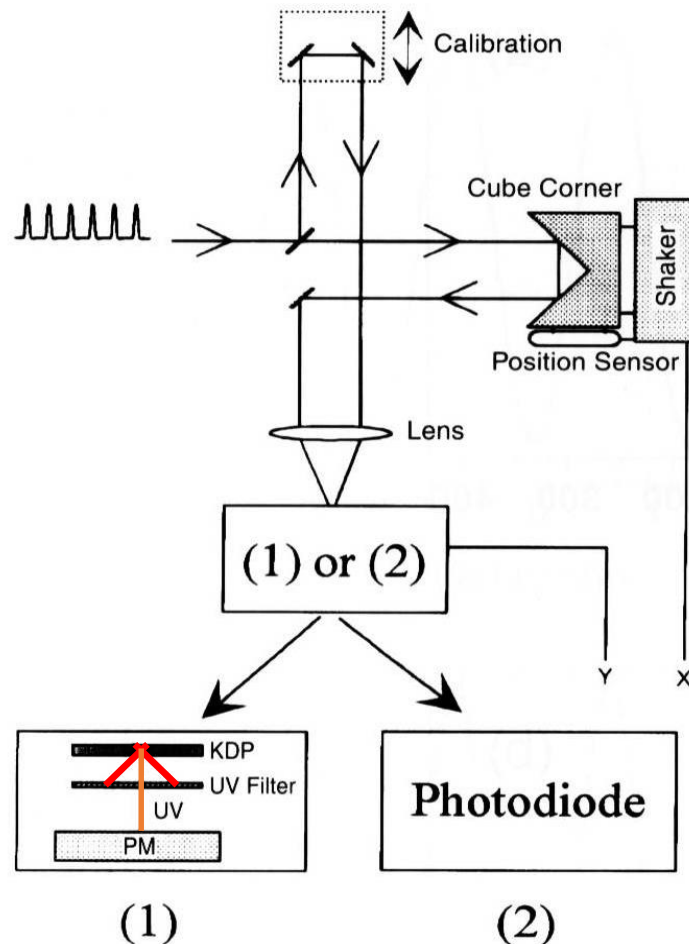 Calibration
Cube Corner
Shaker
Position Sensor
Lens
(1) or (2)
Y
X
KDP
UV Filter
UV
PM
Photodiode
(1)
(2)